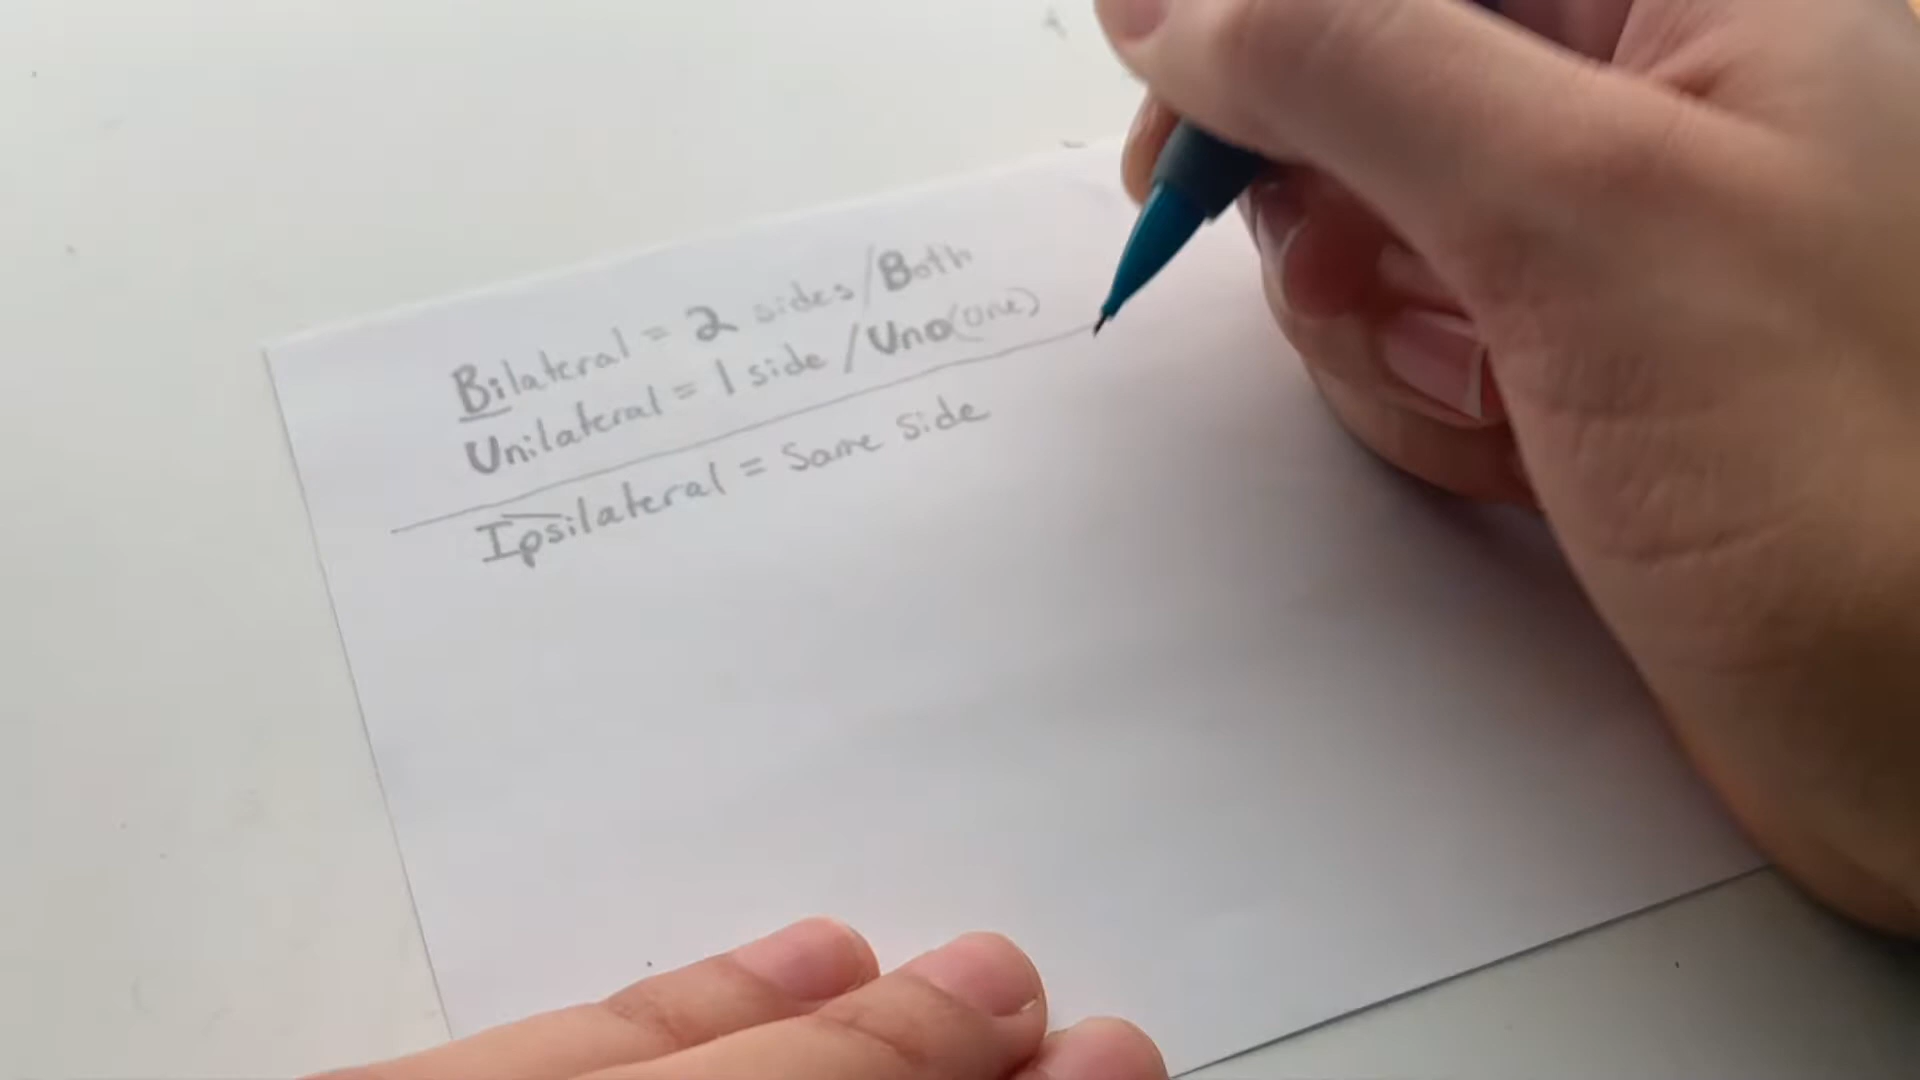 Bilateral = 2 sides/Both
Unilateral = 1 side / Uno(one)
Ipsilateral = Same side